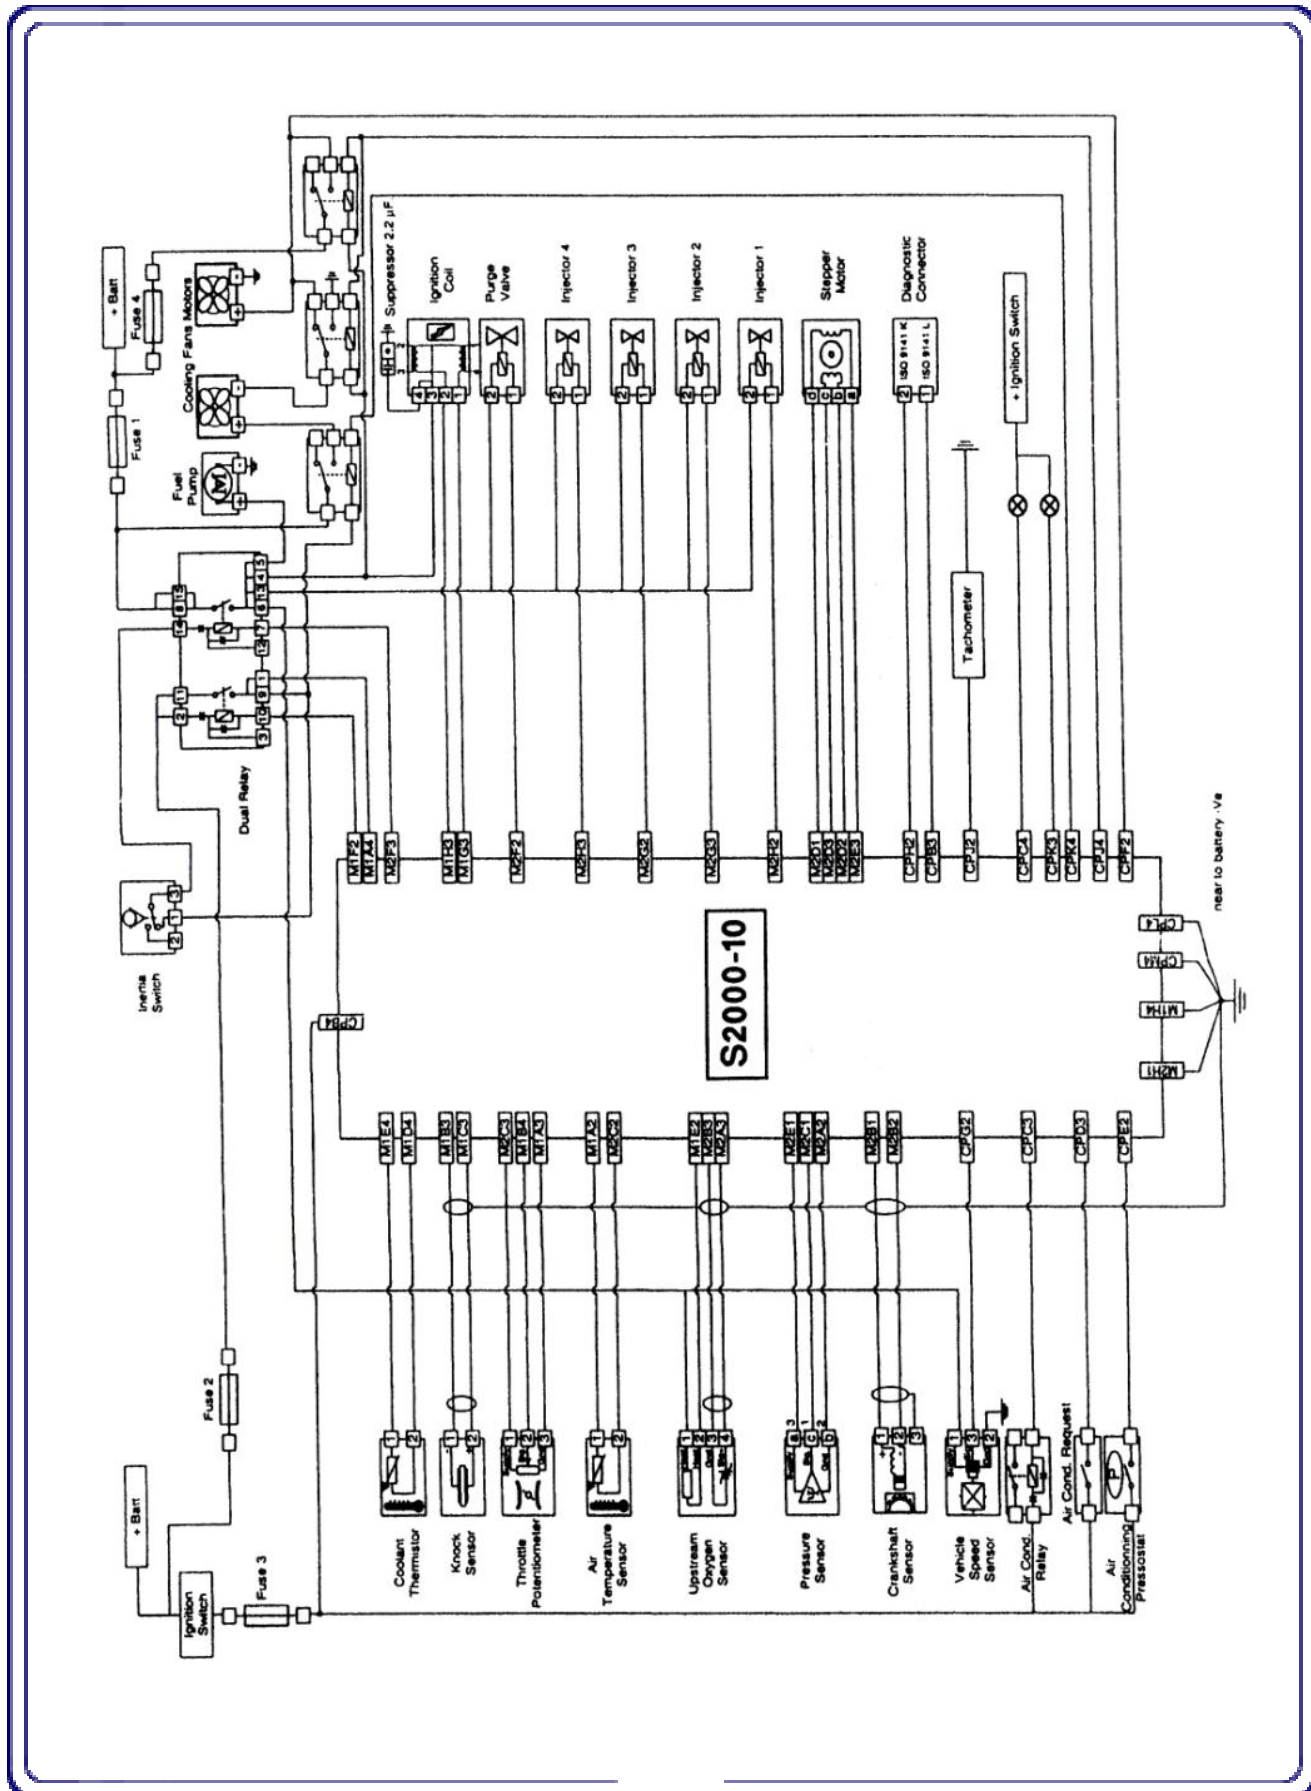 + Batt
Fuse 4
Fuse 1
Cooling Fans Motors
Fuel
Pump
Suppressor 2.2 µF
Ignition
Coil
Purge
Valve
Injector 4
Injector 3
Injector 2
Injector 1
Stepper
Motor
Diagnostic
Connector
ISO 9141 K
ISO 9141 L
+ Ignition Switch
Tachometer
Dual Relay
Inertia
Switch
M1F2
M1A4
M2F3
M1H3
M1G3
M2F2
M2H3
M2G2
M2G3
M2H2
M2D1
M2D3
M2D2
M2E3
CPH2
CPB3
CPJ2
CPC4
CPK3
CPK4
CPJ4
CPF2
CPB4
S2000-10
CPL4
CPM4
M1H4
M2H1
near to battery -Ve
M1E4
M1D4
M1B3
M1C3
M2C3
M1B4
M1A3
M1A2
M2C2
M1E2
M2B3
M2A3
M2E1
M2C1
M2A2
M2B1
M2B2
CPG2
CPC3
CPD3
CPE2
Fuse 2
+ Batt
Ignition
Switch
Fuse 3
Coolant
Thermistor
Knock
Sensor
Throttle
Potentiometer
Air
Temperature
Sensor
Upstream
Oxygen
Sensor
Pressure
Sensor
Crankshaft
Sensor
Vehicle
Speed
Sensor
Air Cond.
Relay
Air Cond. Request
Air
Conditionning
Pressostat